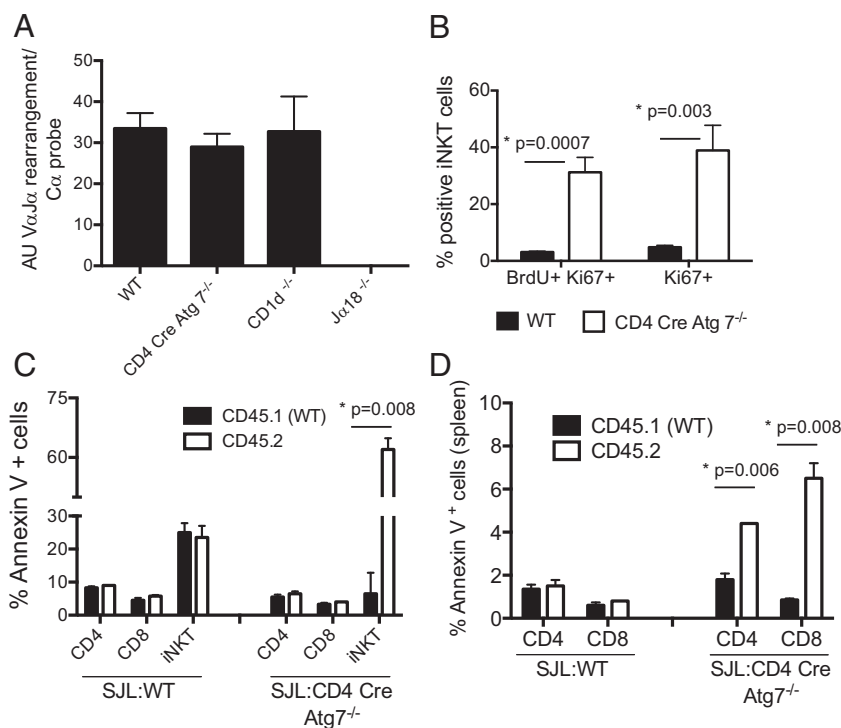 A
AU VαJα rearrangement/
Cα probe
50
40
30
20
10
0
WT
CD4 Cre Atg 7-/-
CD1d -/-
Jα18 -/-
B
% positive iNKT cells
60
40
20
0
* p=0.0007
* p=0.003
BrdU+ Ki67+
Ki67+
WT
CD4 Cre Atg 7-/-
C
% Annexin V + cells
75
60
30
20
10
0
CD45.1 (WT)
CD45.2
* p=0.008
CD4
CD8
iNKT
CD4
CD8
iNKT
SJL:WT
SJL:CD4 Cre
Atg7-/-
D
% Annexin V + cells (spleen)
10
8
6
4
2
0
CD45.1 (WT)
CD45.2
* p=0.006
* p=0.008
CD4
CD8
CD4
CD8
SJL:WT
SJL:CD4 Cre
Atg7-/-